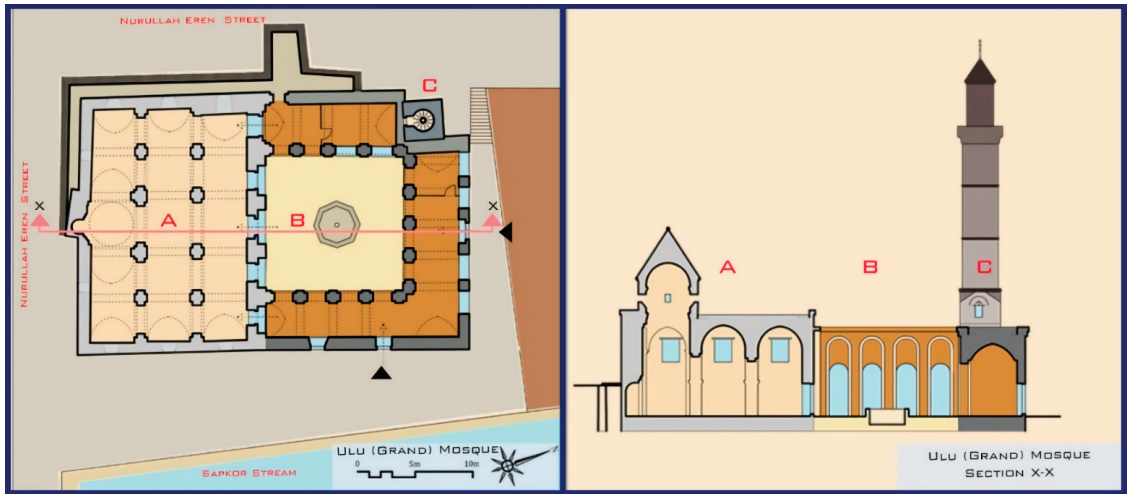 NURULLAH EREN STREET
C
NURULLAH EREN STREET
X
A
B
X
ULU (GRAND) MOSQUE
0 5m 10m
SAPKOR STREAM
A
B
C
ULU (GRAND) MOSQUE
SECTION X-X